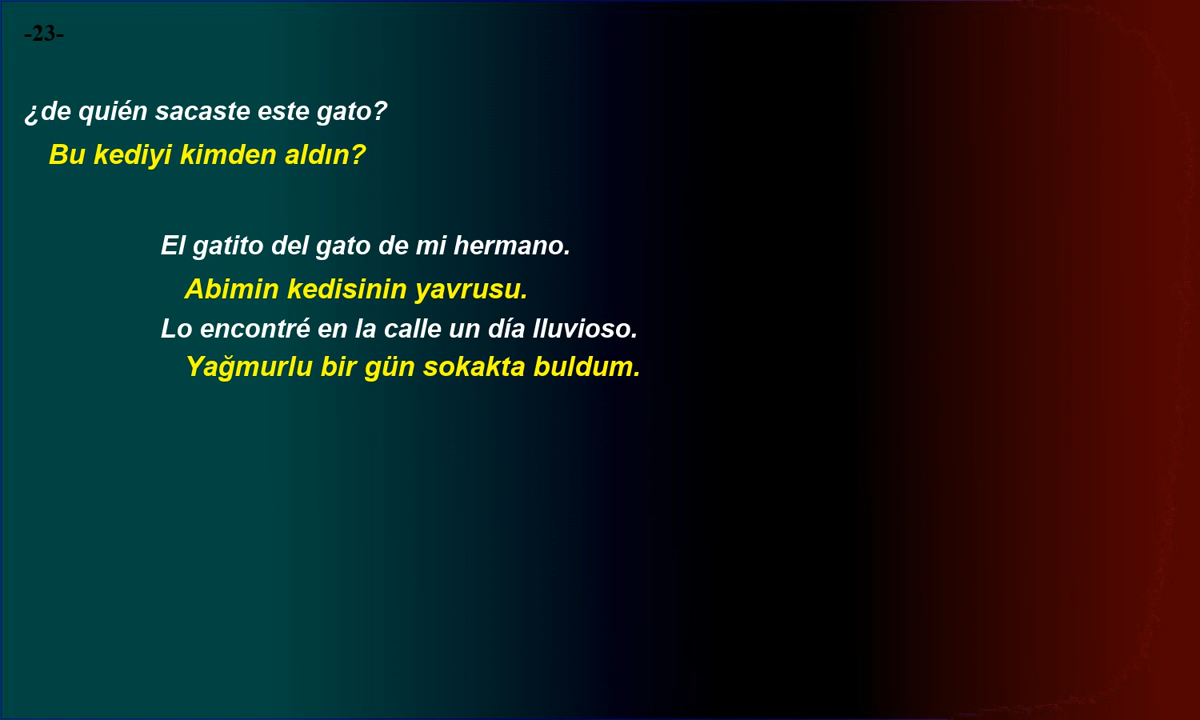 -23-
¿de quién sacaste este gato?
Bu kediyi kimden aldın?
El gatito del gato de mi hermano.
Abimin kedisinin yavrusu.
Lo encontré en la calle un día lluvioso.
Yağmurlu bir gün sokakta buldum.